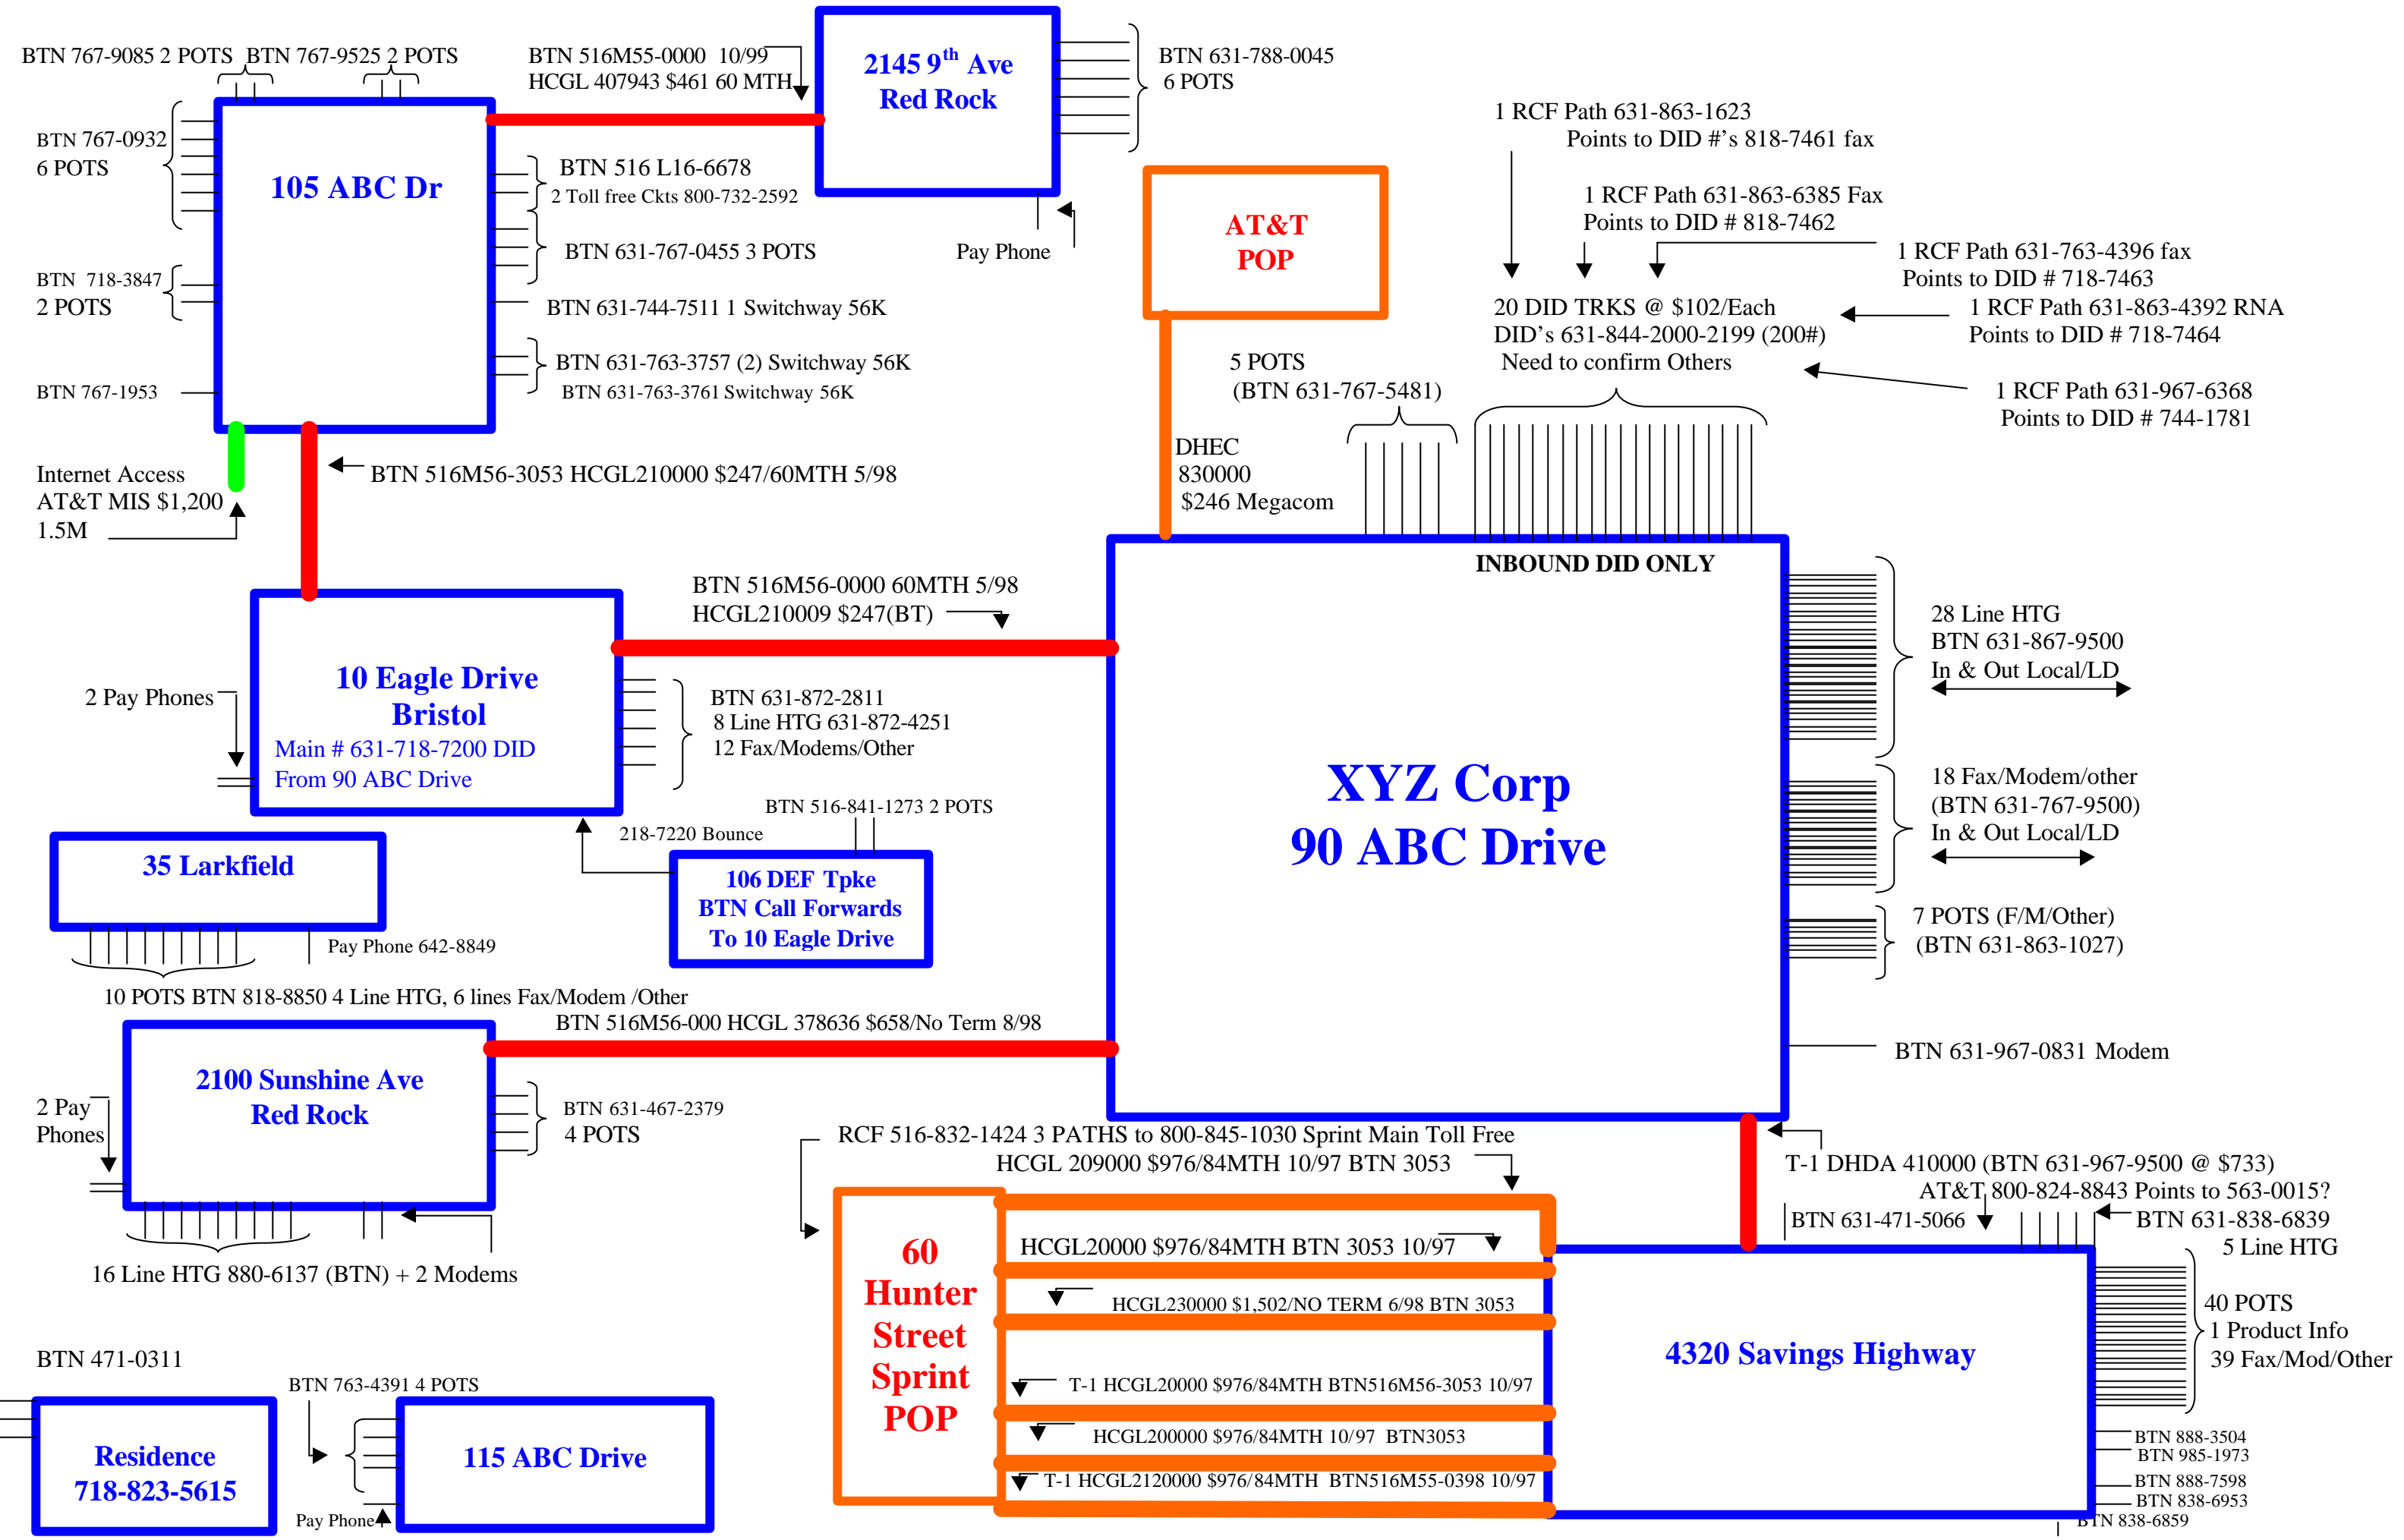 BTN 767-9085 2 POTS
BTN 767-9525 2 POTS
BTN 767-0932
6 POTS
BTN 718-3847
2 POTS
BTN 767-1953
105 ABC Dr
BTN 516M55-0000 10/99
HCGL 407943 $461 60 MTH
2145 9th Ave
Red Rock
BTN 631-788-0045
6 POTS
Pay Phone
BTN 516 L16-6678
2 Toll free Ckts 800-732-2592
BTN 631-767-0455 3 POTS
BTN 631-744-7511 1 Switchway 56K
BTN 631-763-3757 (2) Switchway 56K
BTN 631-763-3761 Switchway 56K
Internet Access
AT&T MIS $1,200
1.5M
BTN 516M56-3053 HCGL210000 $247/60MTH 5/98
AT&T
POP
DHEC
830000
$246 Megacom
5 POTS
(BTN 631-767-5481)
1 RCF Path 631-863-1623
Points to DID #'s 818-7461 fax
1 RCF Path 631-863-6385 Fax
Points to DID # 818-7462
1 RCF Path 631-763-4396 fax
Points to DID # 718-7463
1 RCF Path 631-863-4392 RNA
Points to DID # 718-7464
1 RCF Path 631-967-6368
Points to DID # 744-1781
20 DID TRKS @ $102/Each
DID's 631-844-2000-2199 (200#)
Need to confirm Others
INBOUND DID ONLY
BTN 516M56-0000 60MTH 5/98
HCGL210009 $247(BT)
10 Eagle Drive
Bristol
Main # 631-718-7200 DID
From 90 ABC Drive
2 Pay Phones
BTN 631-872-2811
8 Line HTG 631-872-4251
12 Fax/Modems/Other
BTN 516-841-1273 2 POTS
218-7220 Bounce
106 DEF Tpke
BTN Call Forwards
To 10 Eagle Drive
XYZ Corp
90 ABC Drive
28 Line HTG
BTN 631-867-9500
In & Out Local/LD
18 Fax/Modem/other
(BTN 631-767-9500)
In & Out Local/LD
7 POTS (F/M/Other)
(BTN 631-863-1027)
BTN 631-967-0831 Modem
35 Larkfield
Pay Phone 642-8849
10 POTS BTN 818-8850 4 Line HTG, 6 lines Fax/Modem /Other
BTN 516M56-000 HCGL 378636 $658/No Term 8/98
2100 Sunshine Ave
Red Rock
2 Pay
Phones
BTN 631-467-2379
4 POTS
16 Line HTG 880-6137 (BTN) + 2 Modems
RCF 516-832-1424 3 PATHS to 800-845-1030 Sprint Main Toll Free
HCGL 209000 $976/84MTH 10/97 BTN 3053
60
Hunter
Street
Sprint
POP
HCGL20000 $976/84MTH BTN 3053 10/97
HCGL230000 $1,502/NO TERM 6/98 BTN 3053
T-1 HCGL20000 $976/84MTH BTN516M56-3053 10/97
HCGL200000 $976/84MTH 10/97 BTN3053
T-1 HCGL2120000 $976/84MTH BTN516M55-0398 10/97
T-1 DHDA 410000 (BTN 631-967-9500 @ $733)
AT&T 800-824-8843 Points to 563-0015?
BTN 631-471-5066
BTN 631-838-6839
5 Line HTG
4320 Savings Highway
40 POTS
1 Product Info
39 Fax/Mod/Other
BTN 888-3504
BTN 985-1973
BTN 888-7598
BTN 838-6953
BTN 838-6859
BTN 471-0311
Residence
718-823-5615
BTN 763-4391 4 POTS
115 ABC Drive
Pay Phone